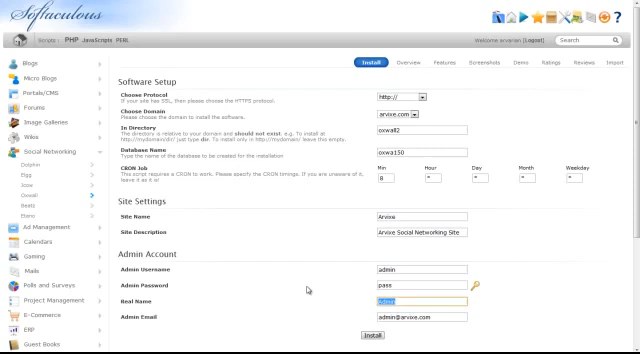 Softaculous
Scripts : PHP JavaScripts PERL
Welcome arvixien [Logout]
Search
Install Overview Features Screenshots Demo Ratings Reviews Import
Blogs
Micro Blogs
Portals/CMS
Forums
Image Galleries
Wikis
Social Networking
Dolphin
Elgg
Jcow
Oxwall
Beatz
Etano
Ad Management
Calendars
Gaming
Mails
Polls and Surveys
Project Management
E-Commerce
ERP
Guest Books
Software Setup
Choose Protocol
If your site has SSL, then please choose the HTTPS protocol.
http://
Choose Domain
Please choose the domain to install the software.
arvixe.com
In Directory
The directory is relative to your domain and should not exist. e.g. To install at http://mydomain/dir/ just type dir. To install only in http://mydomain/ leave this empty.
oxwall2
Database Name
Type the name of the database to be created for the installation
oxwa150
CRON Job
This script requires a CRON to work. Please specify the CRON timings. If you are unaware of it, leave it as it is!
Min Hour Day Month Weekday
8 * * * *
Site Settings
Site Name
Arvixe
Site Description
Arvixe Social Networking Site
Admin Account
Admin Username
admin
Admin Password
pass
Real Name
Admin
Admin Email
admin@arvixe.com
Install